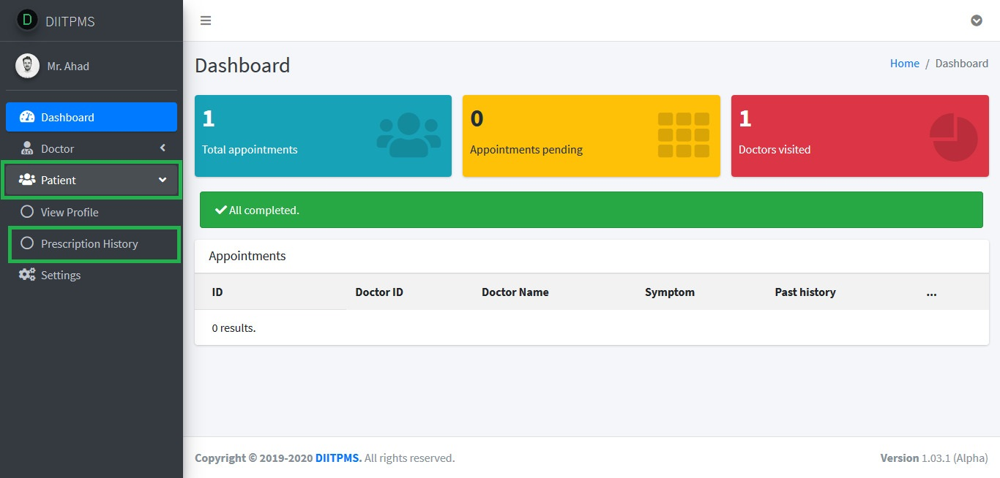 D DIITPMS
Mr. Ahad
Dashboard
Doctor
Patient
View Profile
Prescription History
Settings
Dashboard
Home / Dashboard
1
Total appointments
0
Appointments pending
1
Doctors visited
All completed.
Appointments
ID Doctor ID Doctor Name Symptom Past history ...
0 results.
Copyright © 2019-2020 DIITPMS. All rights reserved.
Version 1.03.1 (Alpha)